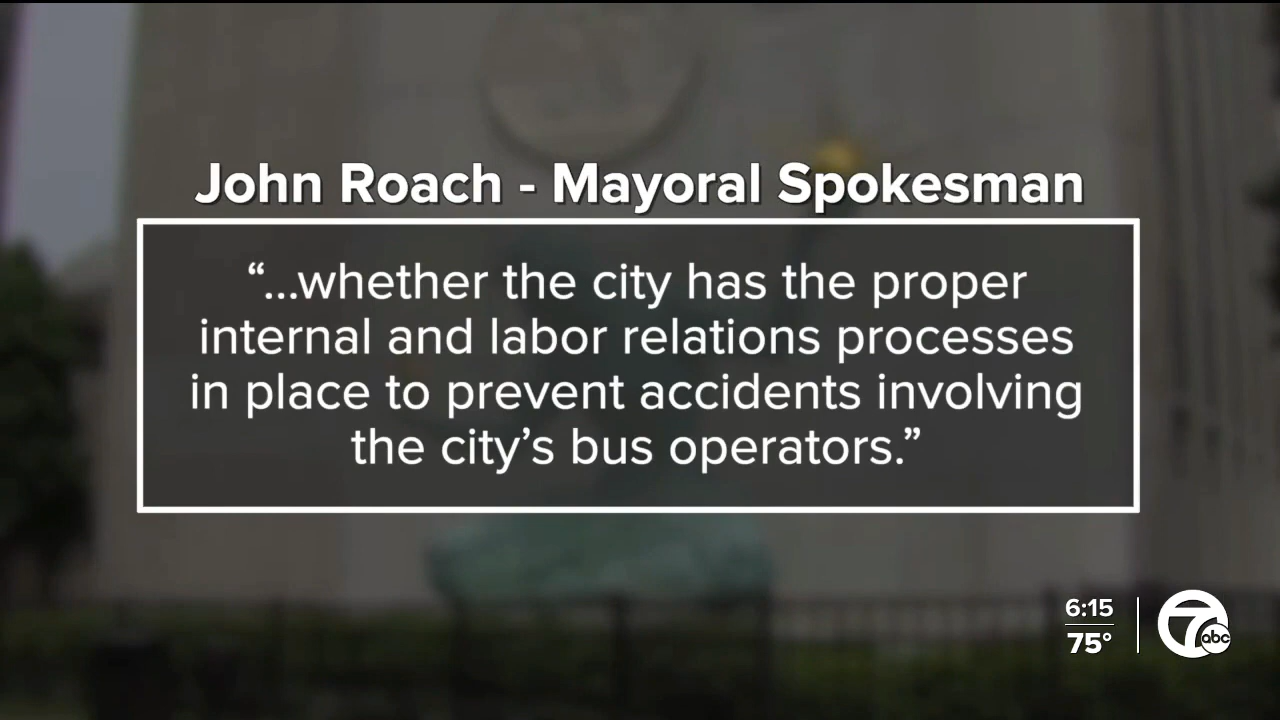 John Roach - Mayoral Spokesman
“...whether the city has the proper
internal and labor relations processes
in place to prevent accidents involving
the city’s bus operators.”
6:15
75°
7 abc